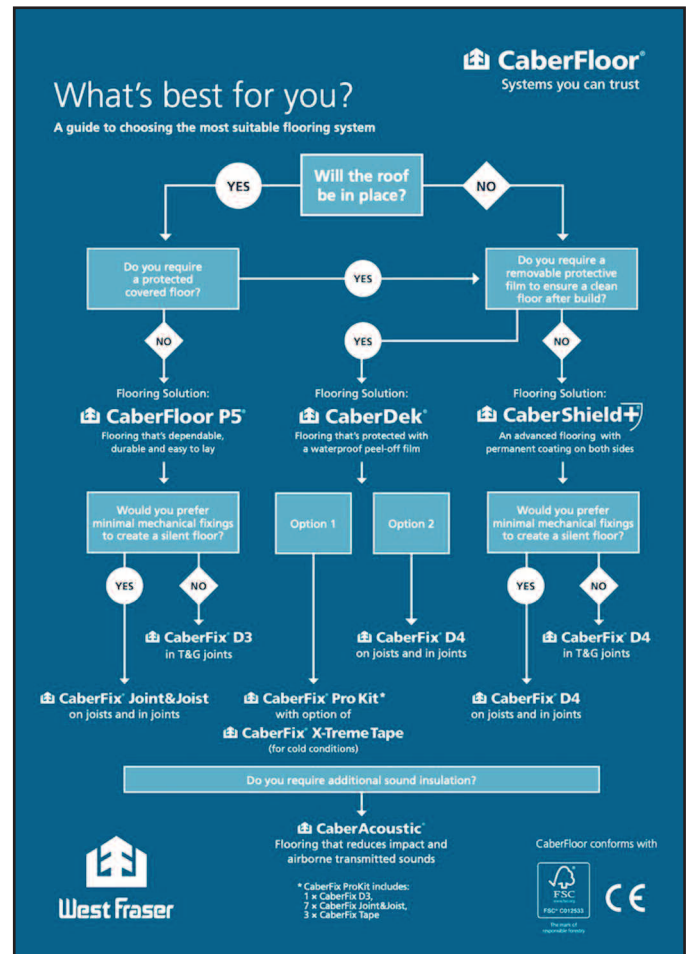 CaberFloor®
Systems you can trust
What's best for you?
A guide to choosing the most suitable flooring system
Will the roof
be in place?
YES
NO
Do you require
a protected
covered floor?
YES
Do you require a
removable protective
film to ensure a clean
floor after build?
NO
YES
NO
Flooring Solution:
CaberFloor P5®
Flooring that's dependable,
durable and easy to lay
Flooring Solution:
CaberDek®
Flooring that's protected with
a waterproof peel-off film
Flooring Solution:
CaberShield+
An advanced flooring with
permanent coating on both sides
Would you prefer
minimal mechanical fixings
to create a silent floor?
Option 1
Option 2
Would you prefer
minimal mechanical fixings
to create a silent floor?
YES
NO
YES
NO
CaberFix® D3
in T&G joints
CaberFix® D4
on joists and in joints
CaberFix® D4
in T&G joints
CaberFix® Joint&Joist
on joists and in joints
CaberFix® Pro Kit*
with option of
CaberFix® X-Treme Tape
(for cold conditions)
CaberFix® D4
on joists and in joints
Do you require additional sound insulation?
CaberAcoustic®
Flooring that reduces impact and
airborne transmitted sounds
* CaberFix ProKit includes:
1 × CaberFix D3,
7 × CaberFix Joint&Joist,
3 × CaberFix Tape
West Fraser
CaberFloor conforms with
FSC
FSC® C012533
The mark of
responsible forestry
CE